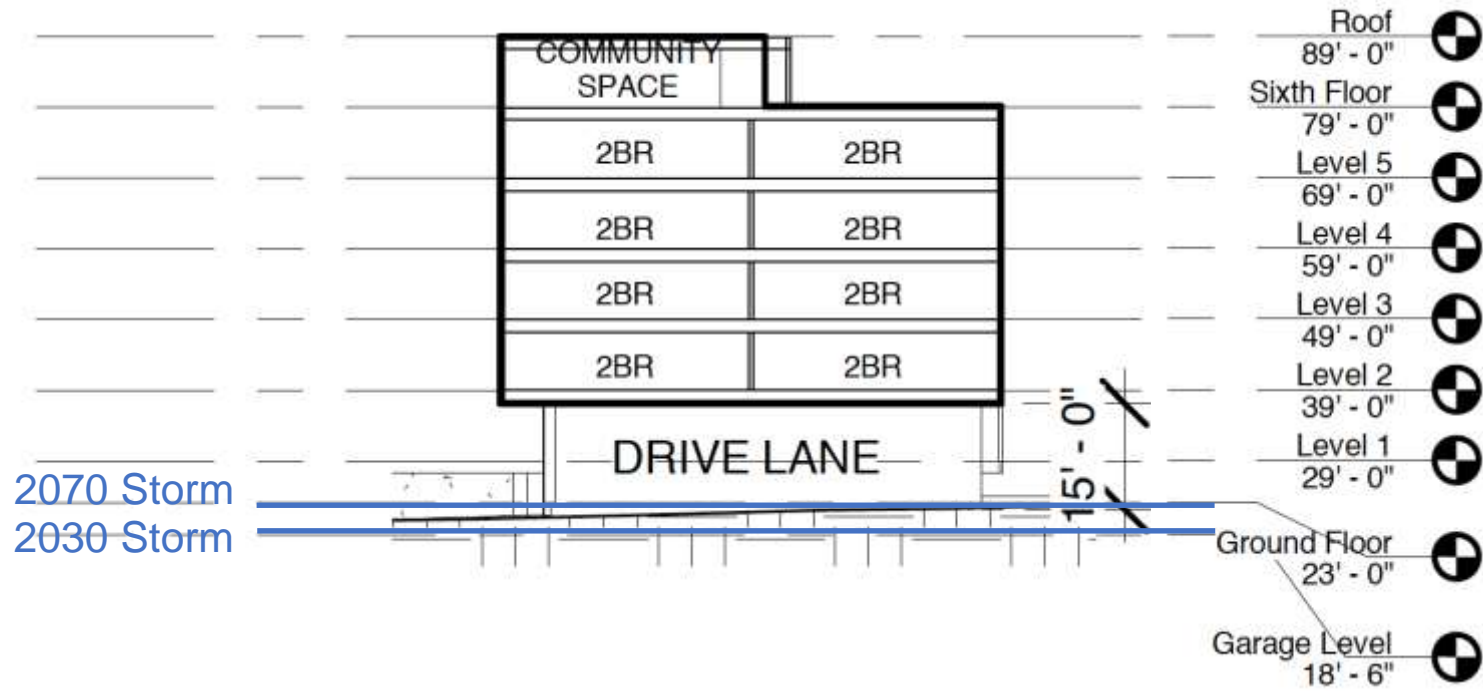 Roof
89' - 0"
COMMUNITY
SPACE
Sixth Floor
79' - 0"
2BR 2BR
Level 5
69' - 0"
2BR 2BR
Level 4
59' - 0"
2BR 2BR
Level 3
49' - 0"
2BR 2BR
Level 2
39' - 0"
15' - 0"
DRIVE LANE
Level 1
29' - 0"
2070 Storm
2030 Storm
Ground Floor
23' - 0"
Garage Level
18' - 6"